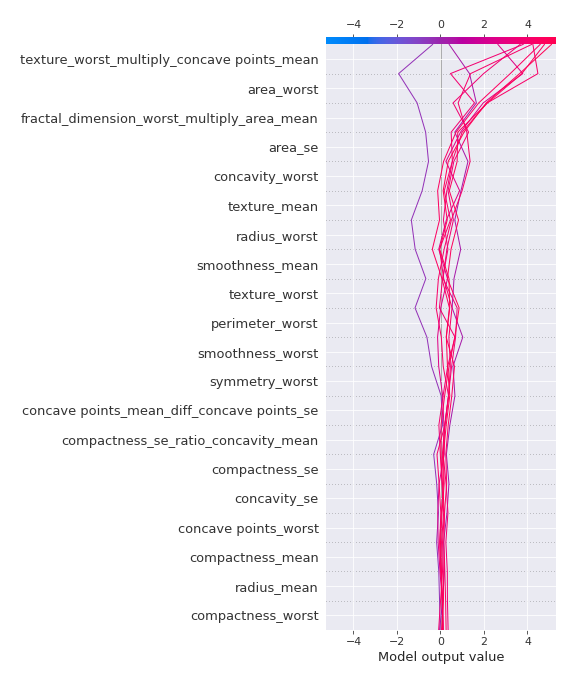 −4 −2 0 2 4
texture_worst_multiply_concave points_mean
area_worst
fractal_dimension_worst_multiply_area_mean
area_se
concavity_worst
texture_mean
radius_worst
smoothness_mean
texture_worst
perimeter_worst
smoothness_worst
symmetry_worst
concave points_mean_diff_concave points_se
compactness_se_ratio_concavity_mean
compactness_se
concavity_se
concave points_worst
compactness_mean
radius_mean
compactness_worst
−4 −2 0 2 4
Model output value